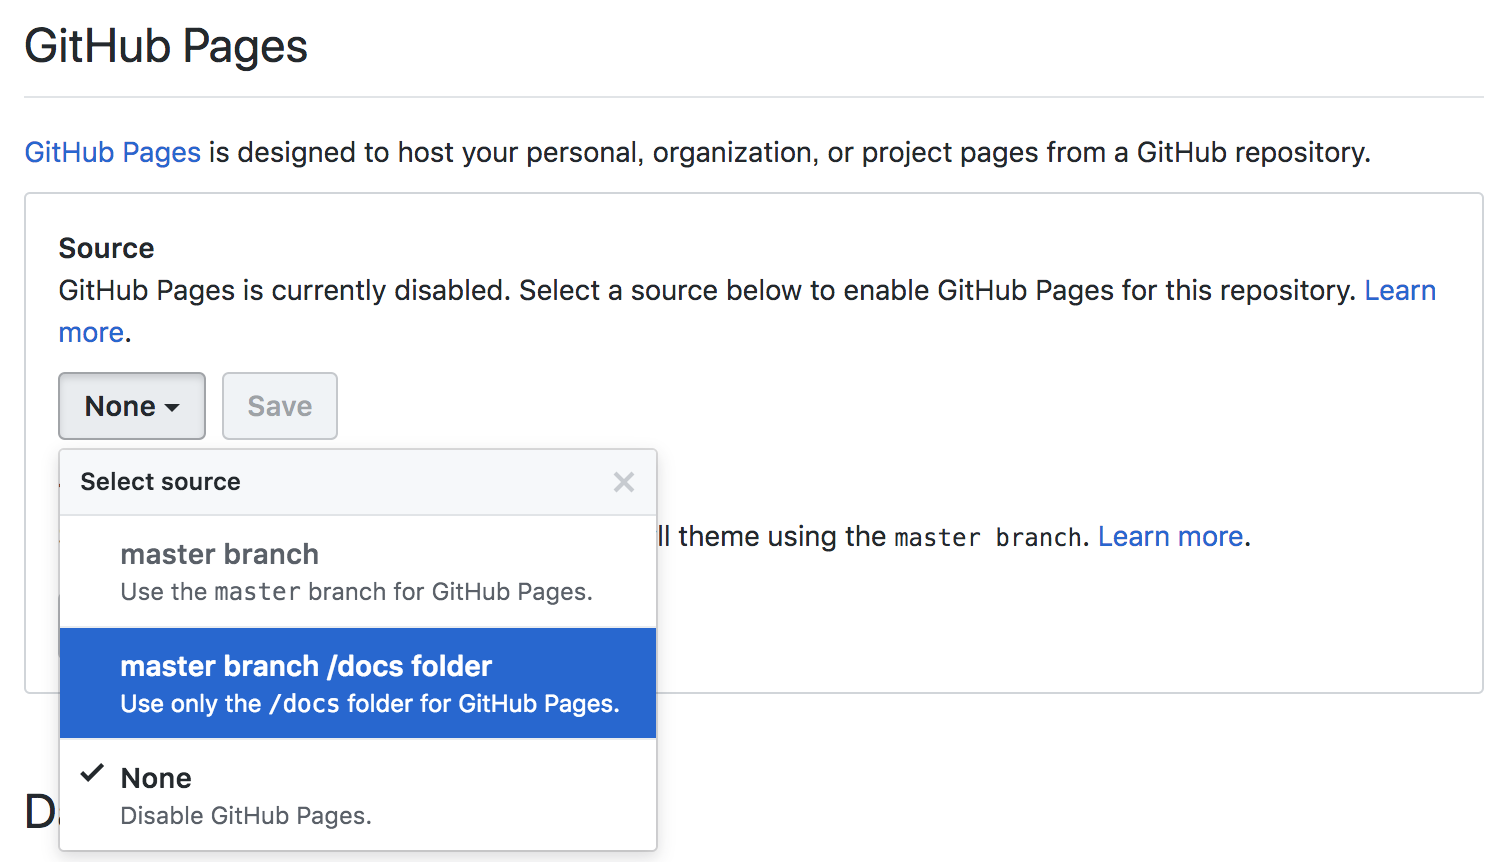 GitHub Pages
GitHub Pages is designed to host your personal, organization, or project pages from a GitHub repository.
Source
GitHub Pages is currently disabled. Select a source below to enable GitHub Pages for this repository. Learn
more.
None
Save
Select source
master branch
Use the master branch for GitHub Pages.
theme using the master branch. Learn more.
master branch /docs folder
Use only the /docs folder for GitHub Pages.
None
Disable GitHub Pages.